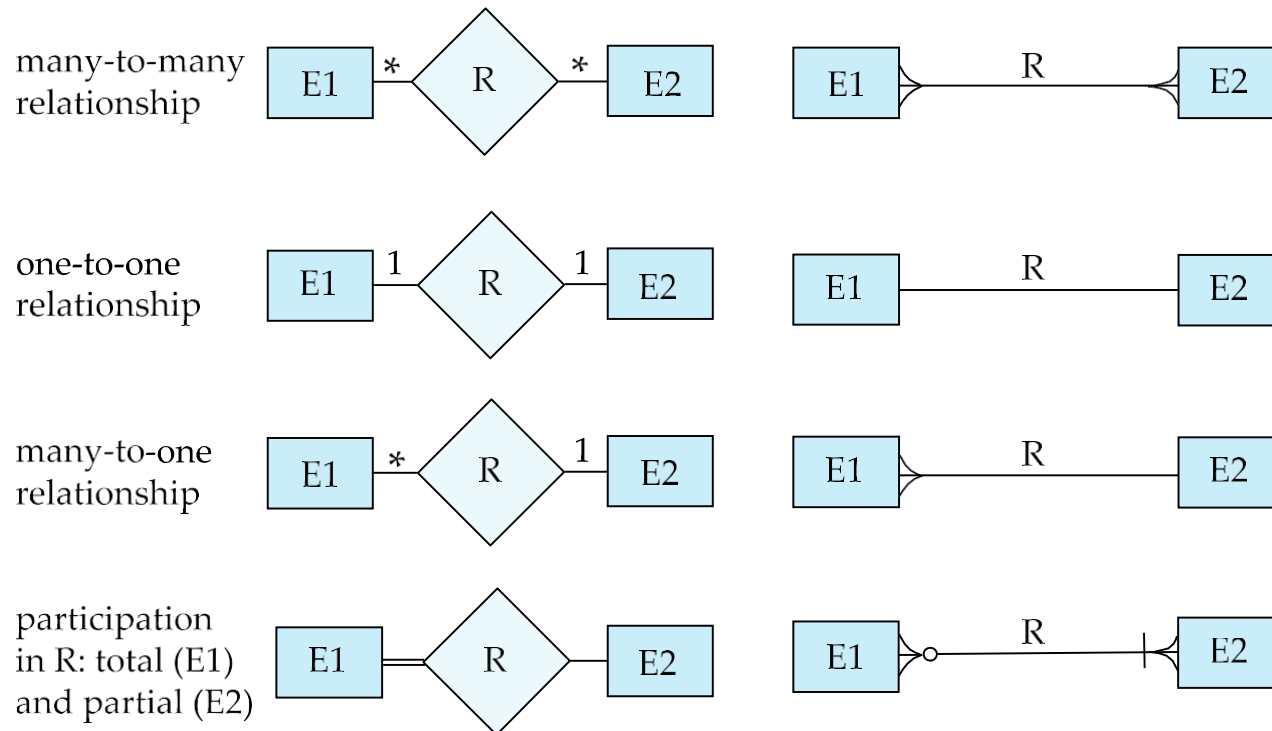 many-to-many
relationship
E1 * R * E2
E1 R E2
one-to-one
relationship
E1 1 R 1 E2
E1 R E2
many-to-one
relationship
E1 * R 1 E2
E1 R E2
participation
in R: total (E1)
and partial (E2)
E1 R E2
E1 R E2